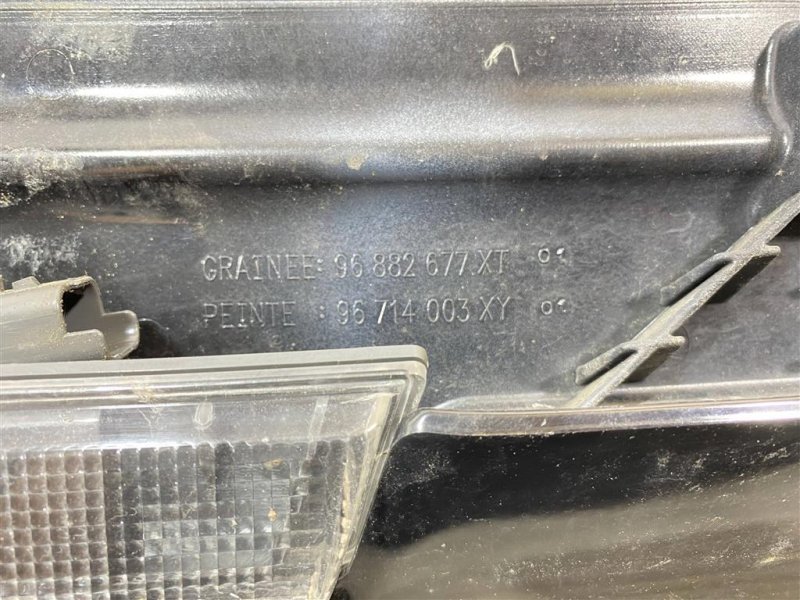 GRAINEE: 96 882 677 XT
PEINTE : 96 714 003 XY